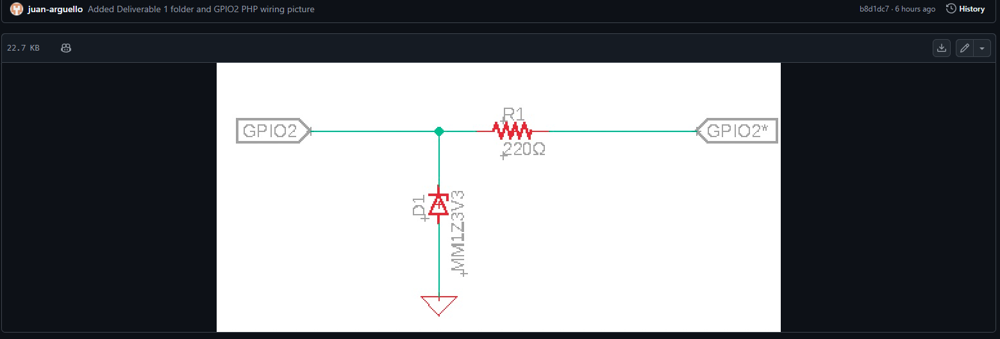 juan-arguello Added Deliverable 1 folder and GPIO2 PHP wiring picture b8d1dc7 · 6 hours ago History
22.7 KB
R1
GPIO2 GPIO2*
220Ω
D1
MM1Z3V3